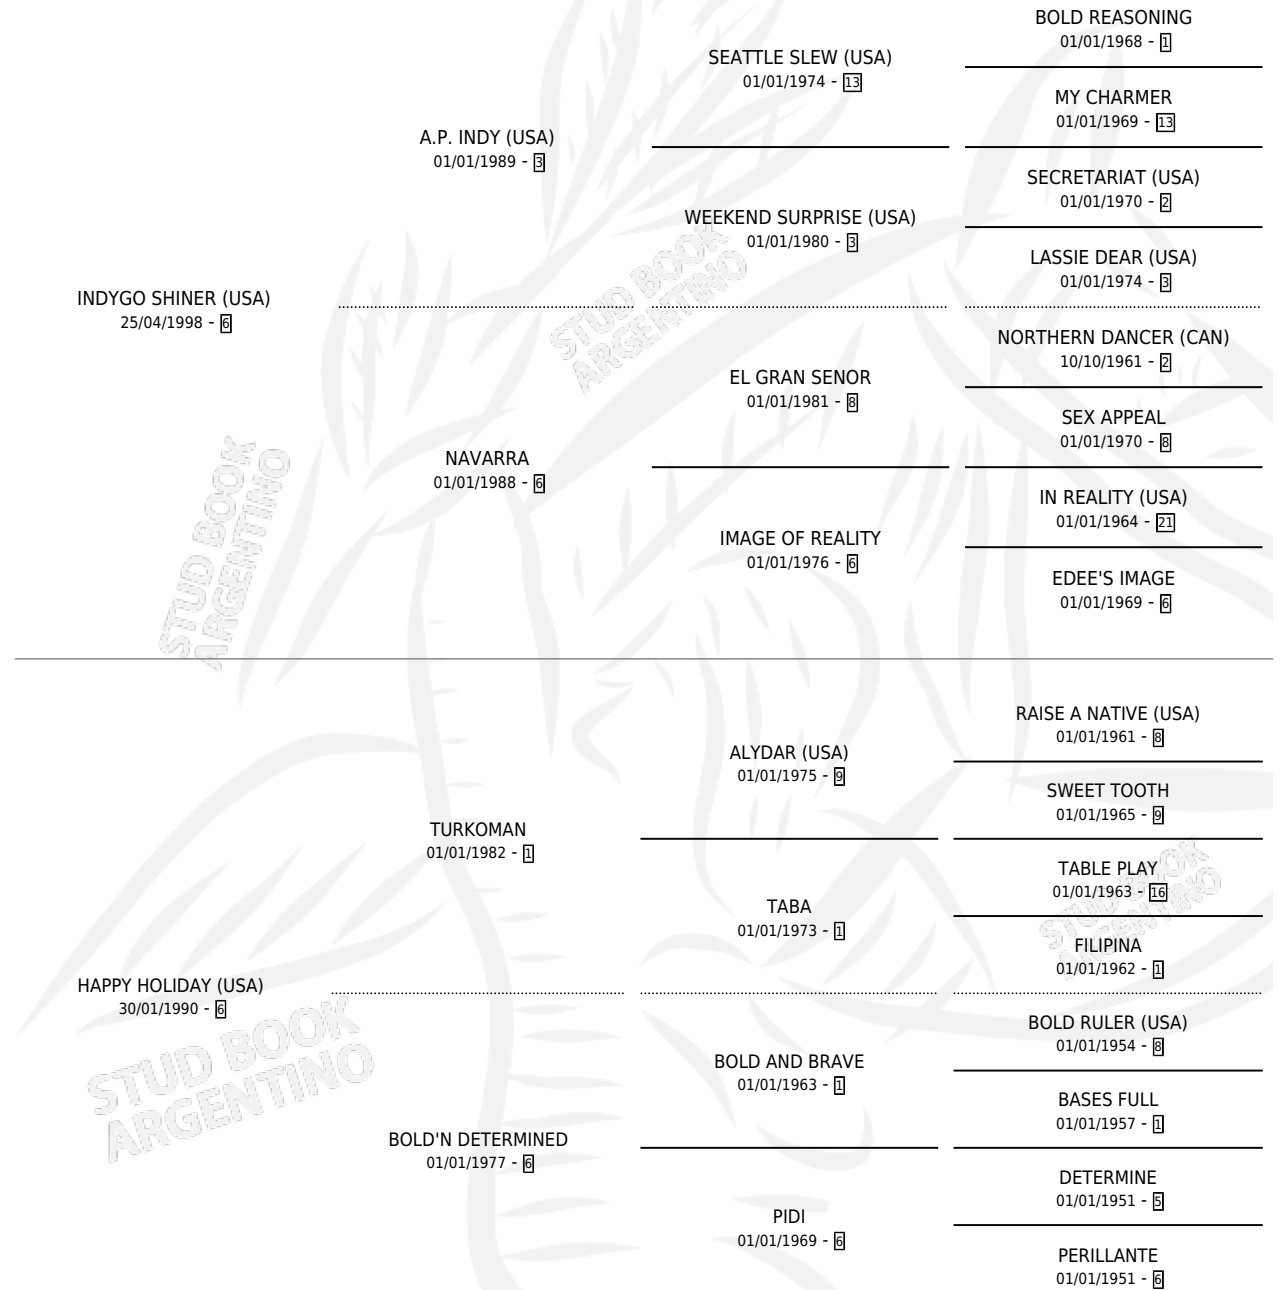 BOLD REASONING
01/01/1968 - 1
SEATTLE SLEW (USA)
01/01/1974 - 13
MY CHARMER
01/01/1969 - 13
A.P. INDY (USA)
01/01/1989 - 3
SECRETARIAT (USA)
01/01/1970 - 2
WEEKEND SURPRISE (USA)
01/01/1980 - 3
LASSIE DEAR (USA)
01/01/1974 - 3
INDYGO SHINER (USA)
25/04/1998 - 6
NORTHERN DANCER (CAN)
10/10/1961 - 2
EL GRAN SENOR
01/01/1981 - 8
SEX APPEAL
01/01/1970 - 8
NAVARRA
01/01/1988 - 6
IN REALITY (USA)
01/01/1964 - 21
IMAGE OF REALITY
01/01/1976 - 6
EDEE'S IMAGE
01/01/1969 - 6
RAISE A NATIVE (USA)
01/01/1961 - 8
ALYDAR (USA)
01/01/1975 - 9
SWEET TOOTH
01/01/1965 - 9
TURKOMAN
01/01/1982 - 1
TABLE PLAY
01/01/1963 - 16
TABA
01/01/1973 - 1
FILIPINA
01/01/1962 - 1
HAPPY HOLIDAY (USA)
30/01/1990 - 6
BOLD RULER (USA)
01/01/1954 - 8
BOLD AND BRAVE
01/01/1963 - 1
BASES FULL
01/01/1957 - 1
BOLD'N DETERMINED
01/01/1977 - 6
DETERMINE
01/01/1951 - 5
PIDI
01/01/1969 - 6
PERILLANTE
01/01/1951 - 6
STUD BOOK
ARGENTINO
STUD BOOK
ARGENTINO
STUD BOOK
ARGENTINO
STUD BOOK
ARGENTINO